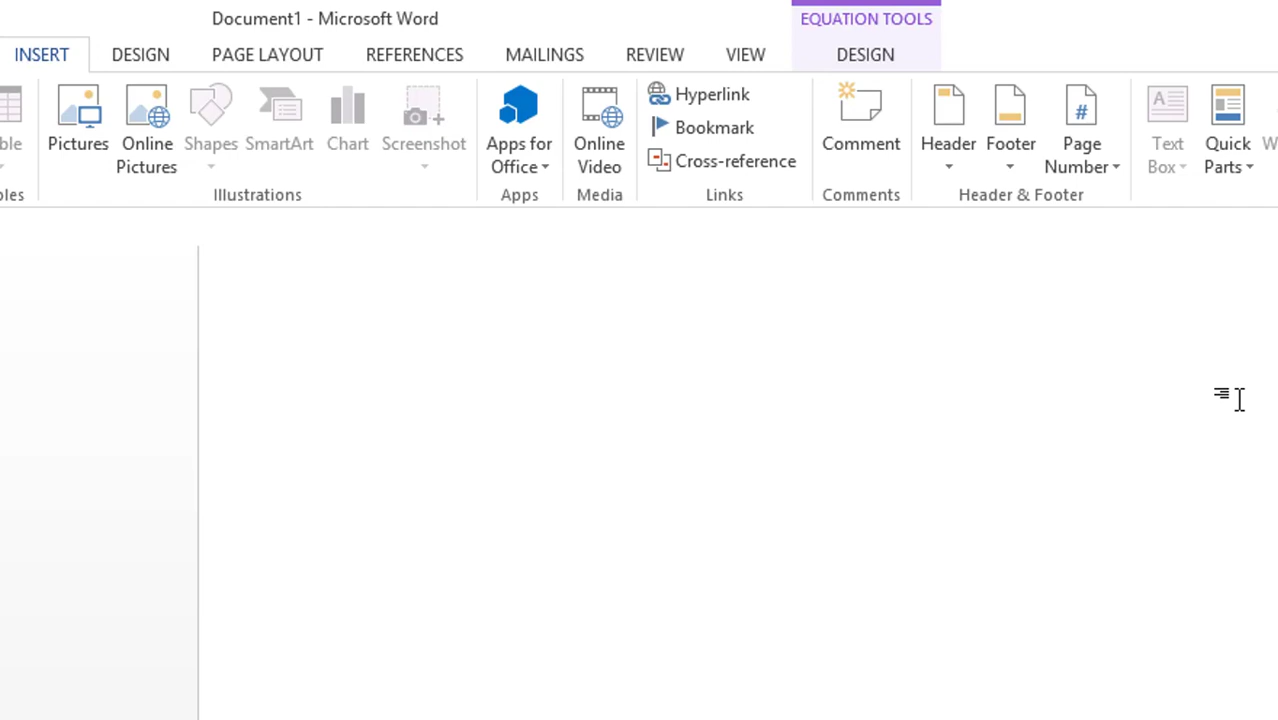 Document1 - Microsoft Word
EQUATION TOOLS
INSERT DESIGN PAGE LAYOUT REFERENCES MAILINGS REVIEW VIEW DESIGN
Hyperlink
Bookmark
Cross-reference
ble Pictures Online Pictures Shapes SmartArt Chart Screenshot Apps for Office Online Video Comment Header Footer Page Number Text Box Quick Parts W
les Illustrations Apps Media Links Comments Header & Footer